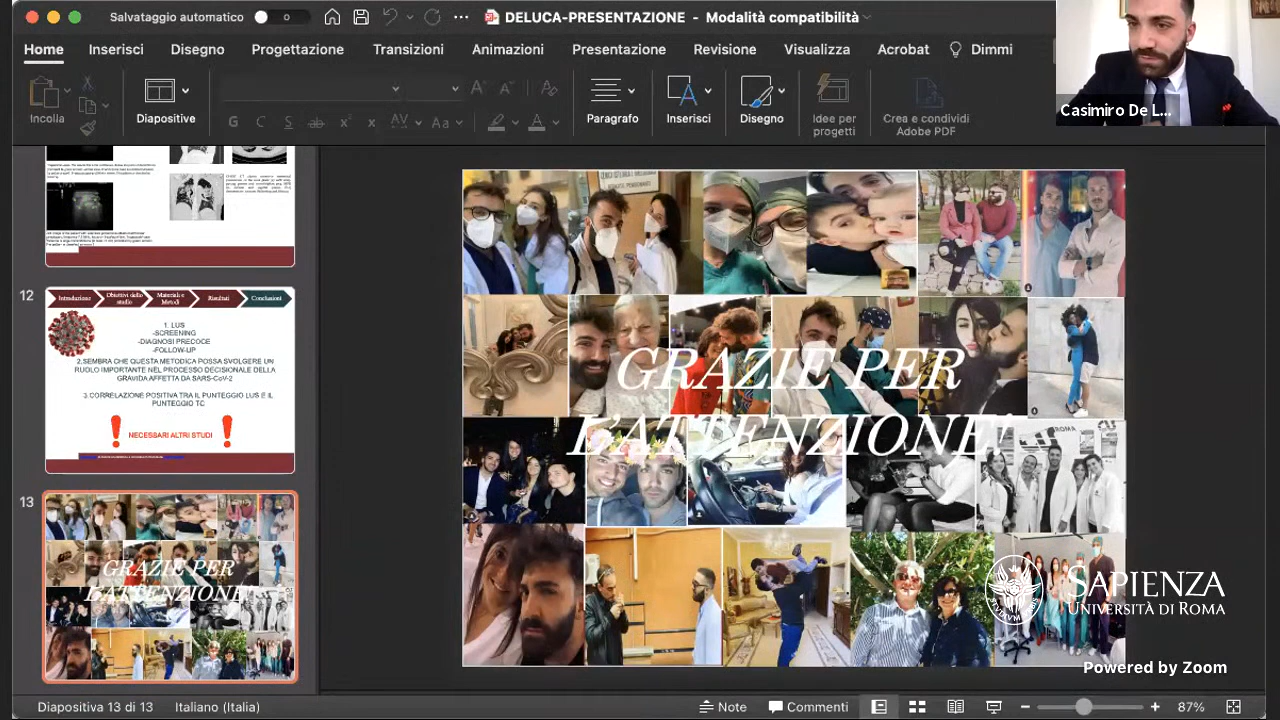 Salvataggio automatico
DELUCA-PRESENTAZIONE - Modalità compatibilità
Home Inserisci Disegno Progettazione Transizioni Animazioni Presentazione Revisione Visualizza Acrobat Dimmi
Incolla
Diapositive
G C S ab x x AV Aa A
Paragrafo
Inserisci
Disegno
Idee per
progetti
Crea e condividi
Adobe PDF
Casimiro De L...
12
Introduzione
Obiettivi dello
studio
Materiali e
Metodi
Risultati
Conclusioni
1. LUS
-SCREENING
-DIAGNOSI PRECOCE
-FOLLOW-UP
2.SEMBRA CHE QUESTA METODICA POSSA SVOLGERE UN
RUOLO IMPORTANTE NEL PROCESSO DECISIONALE DELLA
GRAVIDA AFFETTA DA SARS-CoV-2
3.CORRELAZIONE POSITIVA TRA IL PUNTEGGIO LUS E IL
PUNTEGGIO TC
NECESSARI ALTRI STUDI
13
GRAZIE PER
L'ATTENZIONE!
GRAZIE PER
L'ATTENZIONE!
ROMA
SAPIENZA
UNIVERSITÀ DI ROMA
Powered by Zoom
Diapositiva 13 di 13 Italiano (Italia)
Note Commenti 87%